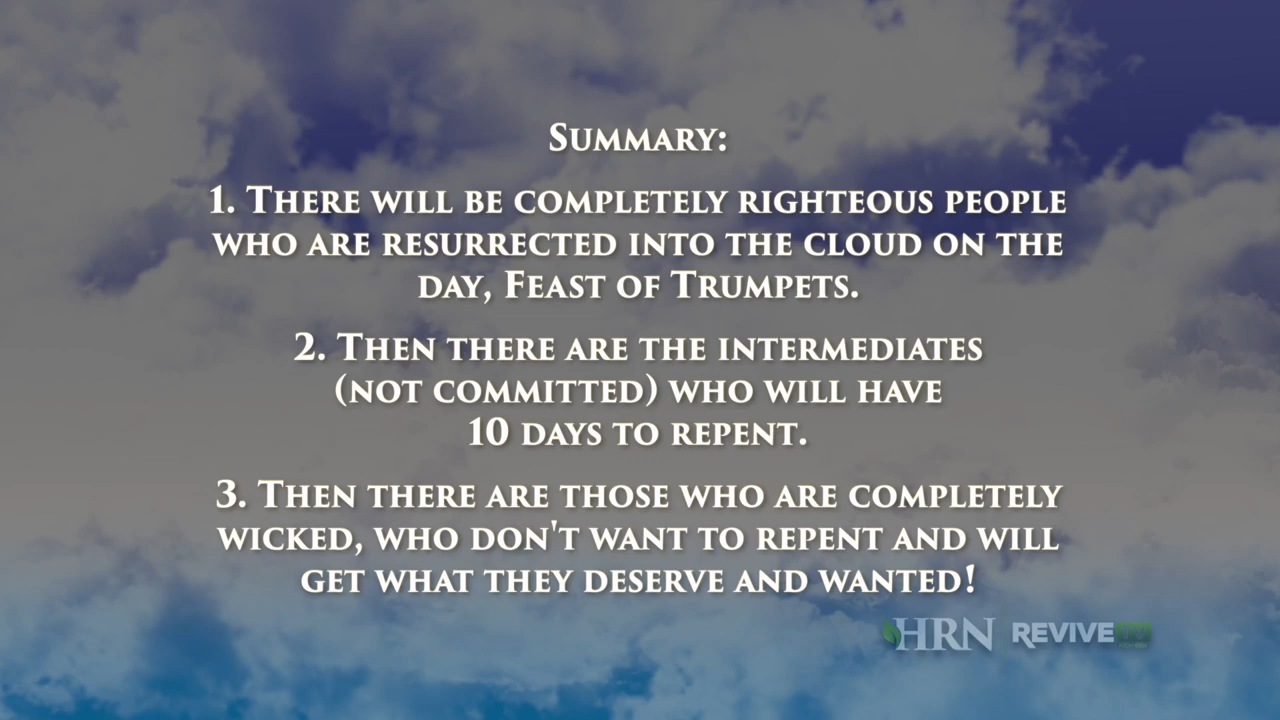 Summary:
1. There will be completely righteous people
who are resurrected into the cloud on the
day, Feast of Trumpets.
2. Then there are the intermediates
(not committed) who will have
10 days to repent.
3. Then there are those who are completely
wicked, who don't want to repent and will
get what they deserve and wanted!
HRN REVIVE